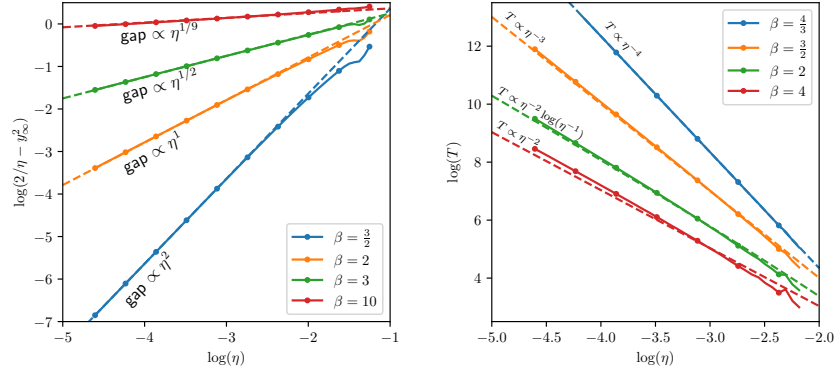 0
−1
−2
−3
−4
−5
−6
−7
−5
−4
−3
−2
−1
log(η)
log(2/η − y²∞)
gap ∝ η^{1/9}
gap ∝ η^{1/2}
gap ∝ η^1
gap ∝ η^2
β = 3/2
β = 2
β = 3
β = 10
12
10
8
6
4
−5.0
−4.5
−4.0
−3.5
−3.0
−2.5
−2.0
log(η)
log(T)
T ∝ η^{−4}
T ∝ η^{−3}
T ∝ η^{−2} log(η^{−1})
T ∝ η^{−2}
β = 4/3
β = 3/2
β = 2
β = 4